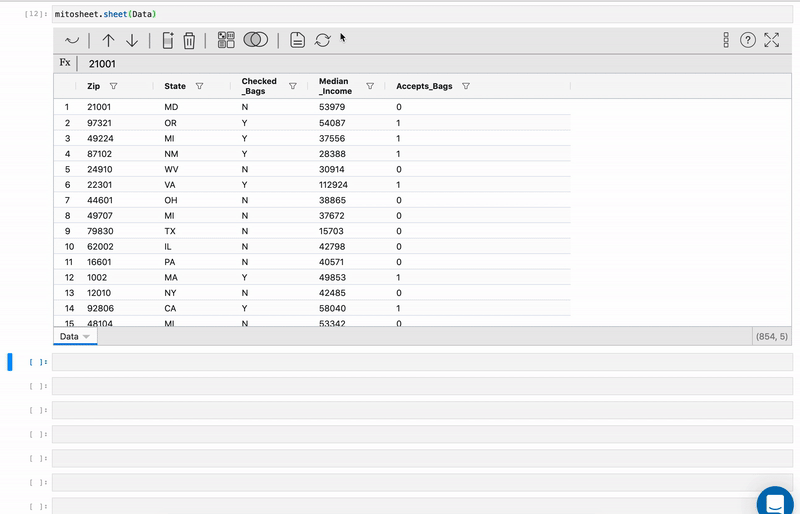 [12]: mitosheet.sheet(Data)
?
Fx 21001
Zip State Checked_Bags Median_Income Accepts_Bags
1 21001 MD N 53979 0
2 97321 OR Y 54087 1
3 49224 MI Y 37556 1
4 87102 NM Y 28388 1
5 24910 WV N 30914 0
6 22301 VA Y 112924 1
7 44601 OH N 38865 0
8 49707 MI N 37672 0
9 79830 TX N 15703 0
10 62002 IL N 42798 0
11 16601 PA N 40571 0
12 1002 MA Y 49853 1
13 12010 NY N 42485 0
14 92806 CA Y 58040 1
15 48104 MI N 53342 0
Data (854, 5)
[ ]:
[ ]:
[ ]:
[ ]:
[ ]:
[ ]:
[ ]: